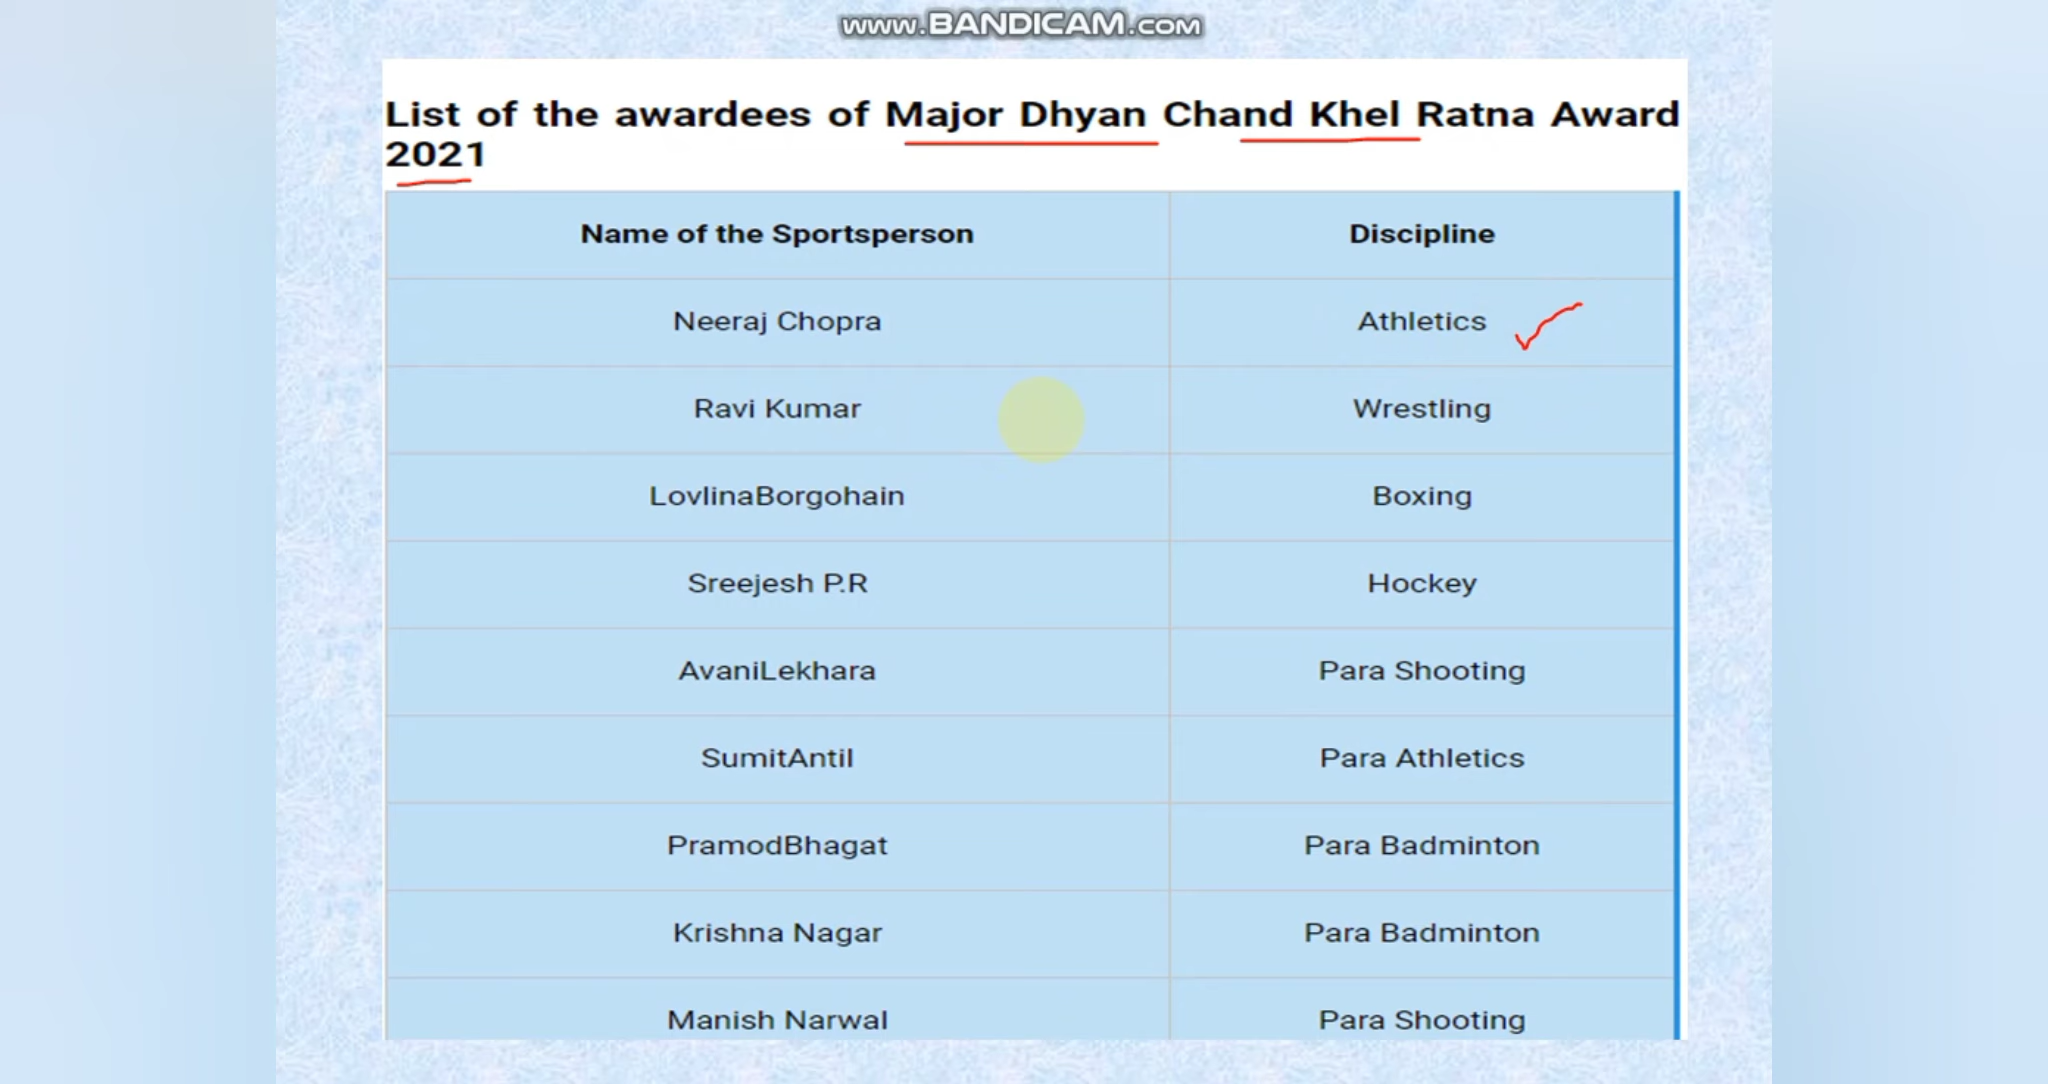 www.BANDICAM.com
List of the awardees of Major Dhyan Chand Khel Ratna Award
2021
Name of the Sportsperson Discipline
Neeraj Chopra Athletics
Ravi Kumar Wrestling
LovlinaBorgohain Boxing
Sreejesh P.R Hockey
AvaniLekhara Para Shooting
SumitAntil Para Athletics
PramodBhagat Para Badminton
Krishna Nagar Para Badminton
Manish Narwal Para Shooting